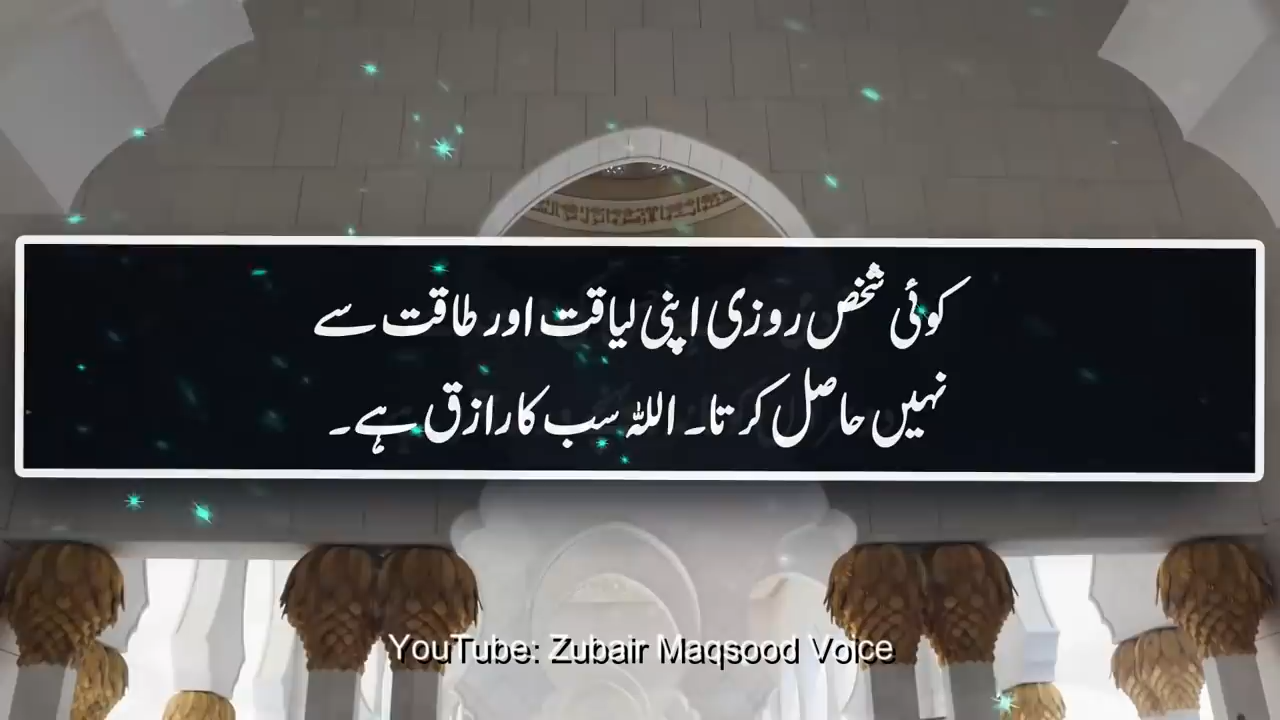 کوئی شخص روزی اپنی لیاقت اور طاقت سے
نہیں حاصل کرتا۔ اللہ سب کا رازق ہے۔
YouTube: Zubair Maqsood Voice